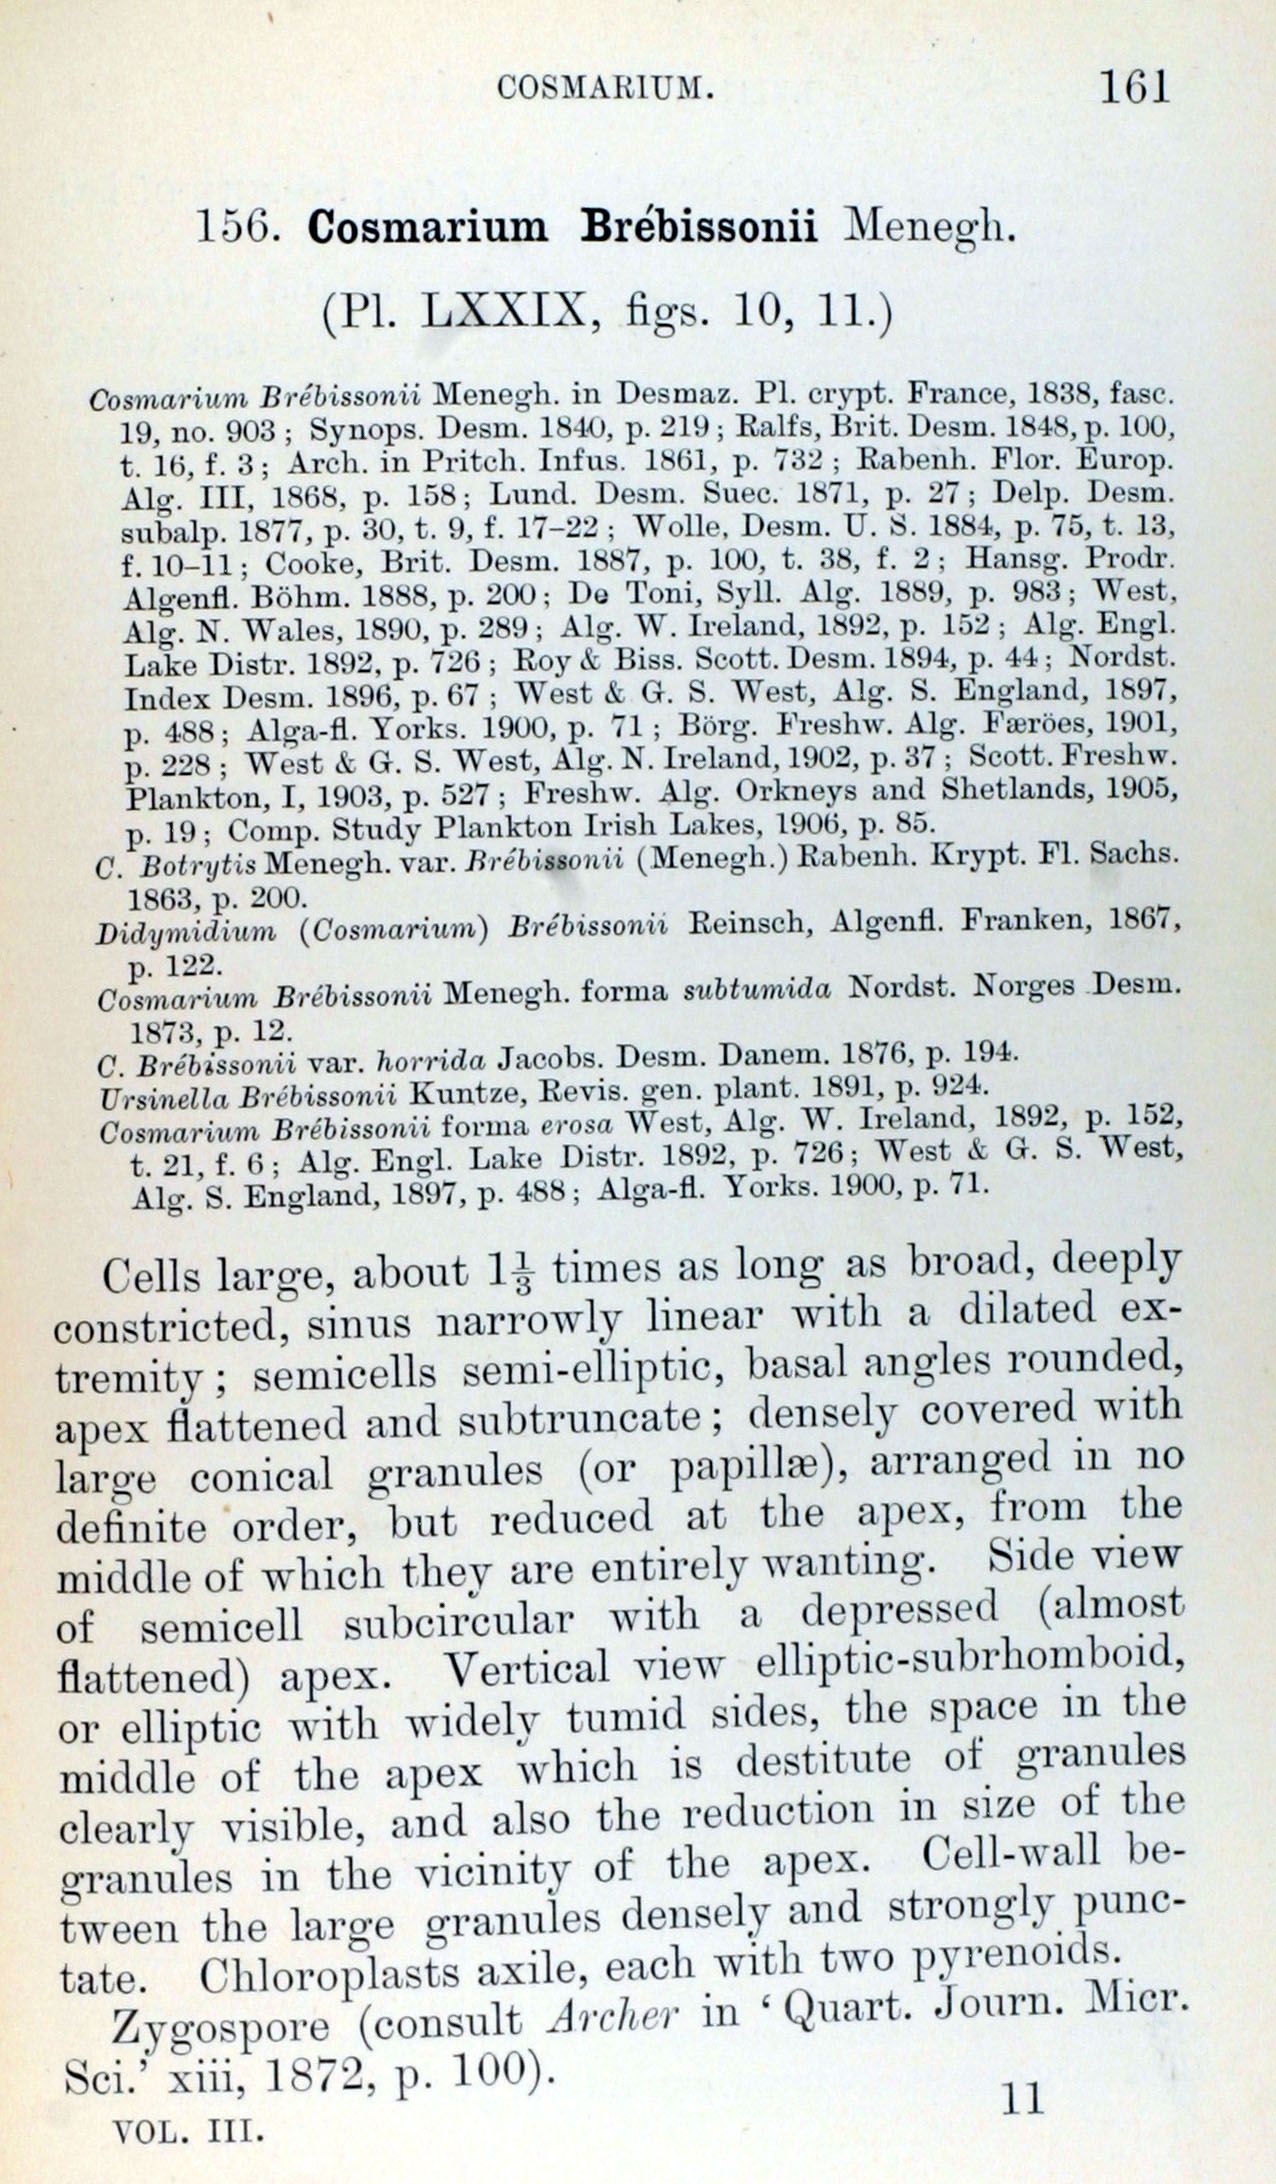 COSMARIUM. 161
156. Cosmarium Brébissonii Menegh.
(Pl. LXXIX, figs. 10, 11.)
Cosmarium Brébissonii Menegh. in Desmaz. Pl. crypt. France, 1838, fasc.
19, no. 903 ; Synops. Desm. 1840, p. 219 ; Ralfs, Brit. Desm. 1848, p. 100,
t. 16, f. 3 ; Arch. in Pritch. Infus. 1861, p. 732 ; Rabenh. Flor. Europ.
Alg. III, 1868, p. 158 ; Lund. Desm. Suec. 1871, p. 27 ; Delp. Desm.
subalp. 1877, p. 30, t. 9, f. 17–22 ; Wolle, Desm. U. S. 1884, p. 75, t. 13,
f. 10–11 ; Cooke, Brit. Desm. 1887, p. 100, t. 38, f. 2 ; Hansg. Prodr.
Algenfl. Böhm. 1888, p. 200 ; De Toni, Syll. Alg. 1889, p. 983 ; West,
Alg. N. Wales, 1890, p. 289 ; Alg. W. Ireland, 1892, p. 152 ; Alg. Engl.
Lake Distr. 1892, p. 726 ; Roy & Biss. Scott. Desm. 1894, p. 44 ; Nordst.
Index Desm. 1896, p. 67 ; West & G. S. West, Alg. S. England, 1897,
p. 488 ; Alga-fl. Yorks. 1900, p. 71 ; Börg. Freshw. Alg. Færöes, 1901,
p. 228 ; West & G. S. West, Alg. N. Ireland, 1902, p. 37 ; Scott. Freshw.
Plankton, I, 1903, p. 527 ; Freshw. Alg. Orkneys and Shetlands, 1905,
p. 19 ; Comp. Study Plankton Irish Lakes, 1906, p. 85.
C. Botrytis Menegh. var. Brébissonii (Menegh.) Rabenh. Krypt. Fl. Sachs.
1863, p. 200.
Didymidium (Cosmarium) Brébissonii Reinsch, Algenfl. Franken, 1867,
p. 122.
Cosmarium Brébissonii Menegh. forma subtumida Nordst. Norges Desm.
1873, p. 12.
C. Brébissonii var. horrida Jacobs. Desm. Danem. 1876, p. 194.
Ursinella Brébissonii Kuntze, Revis. gen. plant. 1891, p. 924.
Cosmarium Brébissonii forma erosa West, Alg. W. Ireland, 1892, p. 152,
t. 21, f. 6 ; Alg. Engl. Lake Distr. 1892, p. 726 ; West & G. S. West,
Alg. S. England, 1897, p. 488 ; Alga-fl. Yorks. 1900, p. 71.
Cells large, about 1⅓ times as long as broad, deeply
constricted, sinus narrowly linear with a dilated ex-
tremity ; semicells semi-elliptic, basal angles rounded,
apex flattened and subtruncate ; densely covered with
large conical granules (or papillæ), arranged in no
definite order, but reduced at the apex, from the
middle of which they are entirely wanting. Side view
of semicell subcircular with a depressed (almost
flattened) apex. Vertical view elliptic-subrhomboid,
or elliptic with widely tumid sides, the space in the
middle of the apex which is destitute of granules
clearly visible, and also the reduction in size of the
granules in the vicinity of the apex. Cell-wall be-
tween the large granules densely and strongly punc-
tate. Chloroplasts axile, each with two pyrenoids.
Zygospore (consult Archer in ‘ Quart. Journ. Micr.
Sci.’ xiii, 1872, p. 100).
VOL. III. 11